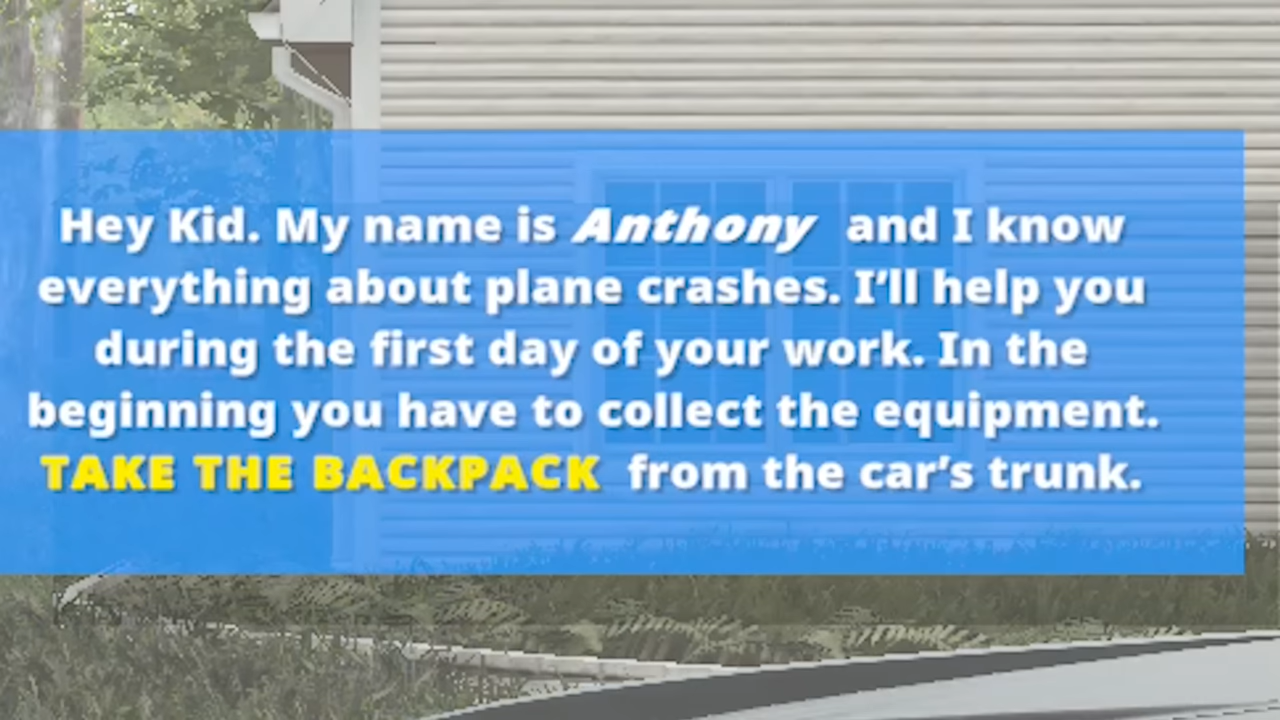 Hey Kid. My name is Anthony and I know
everything about plane crashes. I’ll help you
during the first day of your work. In the
beginning you have to collect the equipment.
TAKE THE BACKPACK from the car’s trunk.